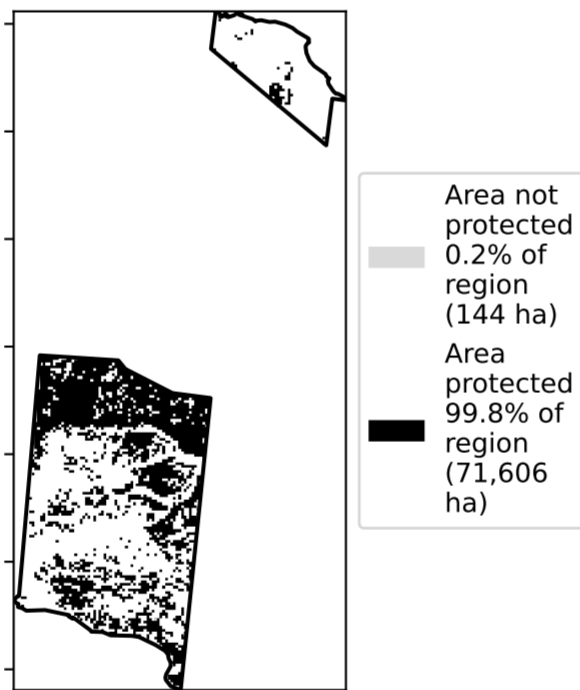 Area not
protected
0.2% of
region
(144 ha)
Area
protected
99.8% of
region
(71,606
ha)